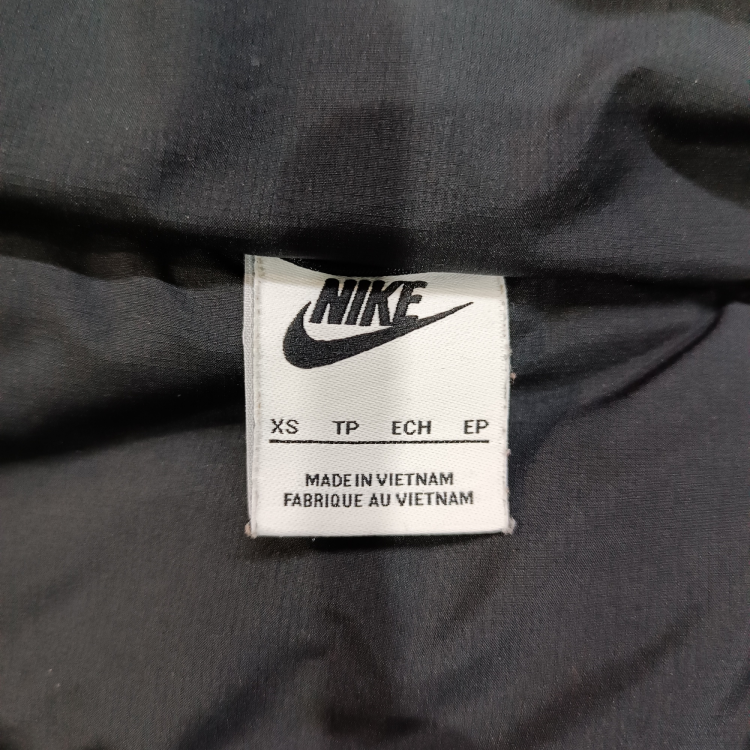 NIKE
XS TP ECH EP
MADE IN VIETNAM
FABRIQUE AU VIETNAM